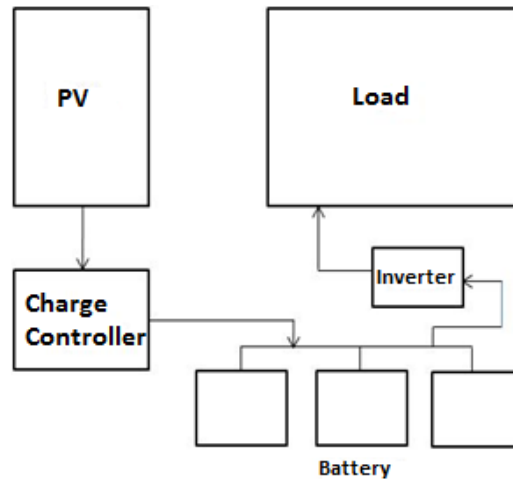 PV
Load
Inverter
Charge
Controller
Battery